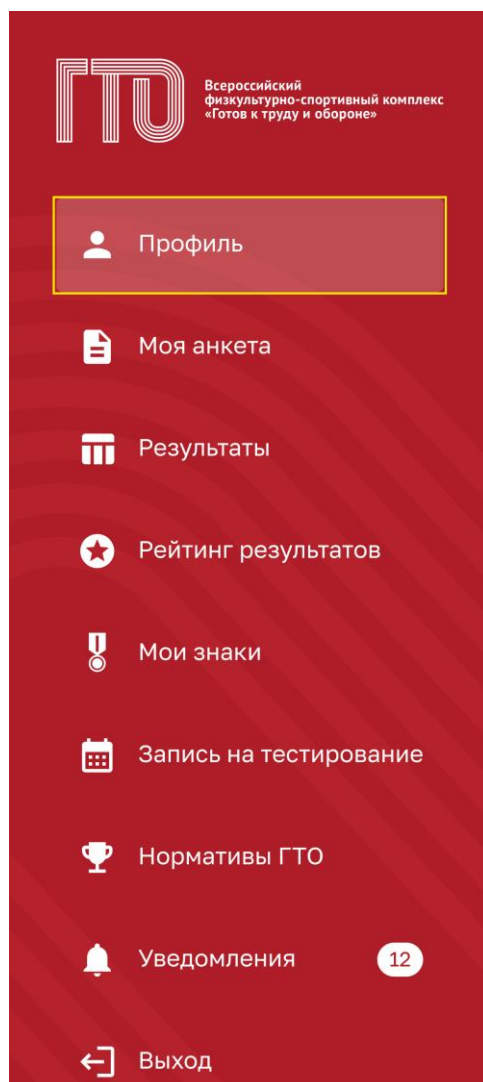 ГТО
Всероссийский
физкультурно-спортивный комплекс
«Готов к труду и обороне»
Профиль
Моя анкета
Результаты
Рейтинг результатов
Мои знаки
Запись на тестирование
Нормативы ГТО
Уведомления 12
Выход